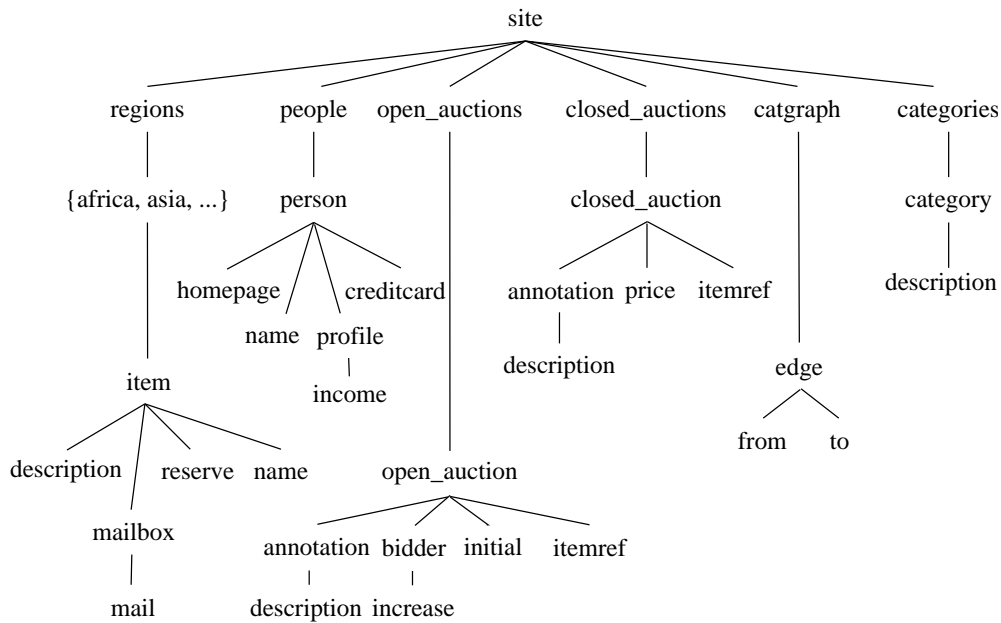 site
regions people open_auctions closed_auctions catgraph categories
{africa, asia, ...} person closed_auction category
homepage creditcard annotation price itemref description
name profile
income description edge
item
from to
description reserve name open_auction
mailbox annotation bidder initial itemref
mail description increase